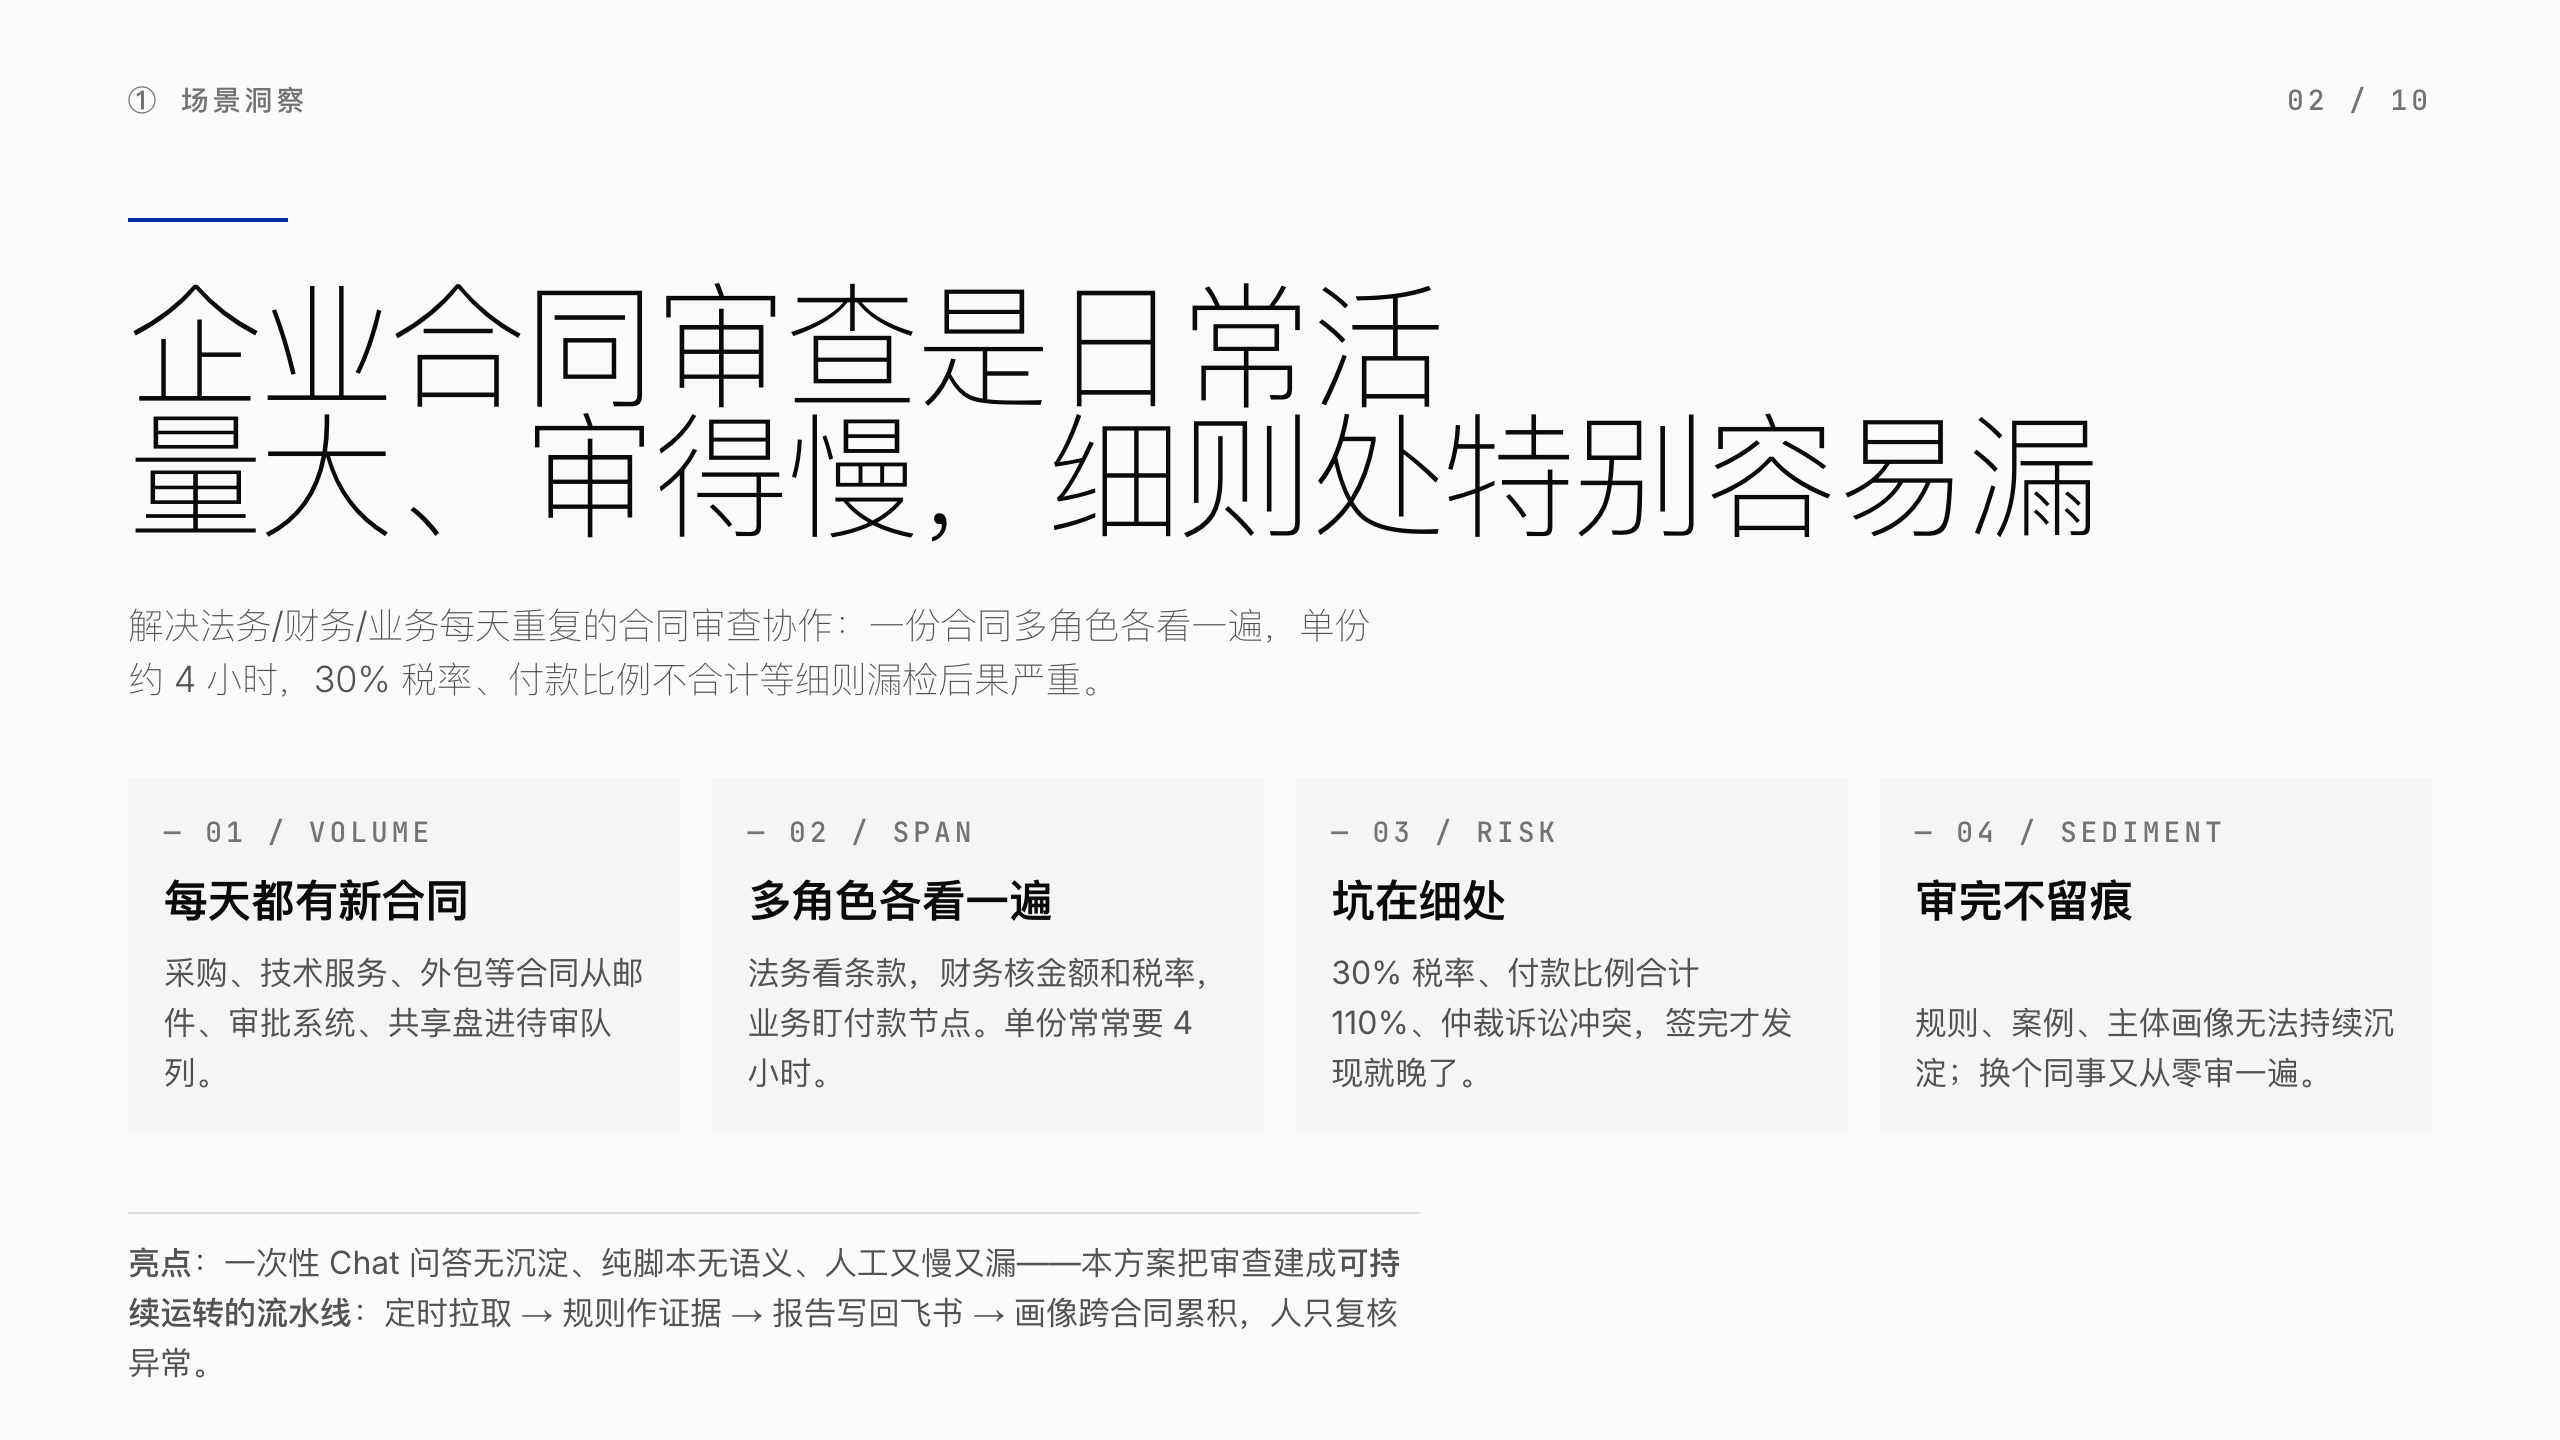 ① 场景洞察
02 / 10
企业合同审查是日常活
量大、审得慢，细则处特别容易漏
解决法务/财务/业务每天重复的合同审查协作：一份合同多角色各看一遍，单份
约 4 小时，30% 税率、付款比例不合计等细则漏检后果严重。
— 01 / VOLUME
每天都有新合同
采购、技术服务、外包等合同从邮
件、审批系统、共享盘进待审队
列。
— 02 / SPAN
多角色各看一遍
法务看条款，财务核金额和税率，
业务盯付款节点。单份常常要 4
小时。
— 03 / RISK
坑在细处
30% 税率、付款比例合计
110%、仲裁诉讼冲突，签完才发
现就晚了。
— 04 / SEDIMENT
审完不留痕
规则、案例、主体画像无法持续沉
淀；换个同事又从零审一遍。
亮点：一次性 Chat 问答无沉淀、纯脚本无语义、人工又慢又漏——本方案把审查建成可持
续运转的流水线：定时拉取 → 规则作证据 → 报告写回飞书 → 画像跨合同累积，人只复核
异常。